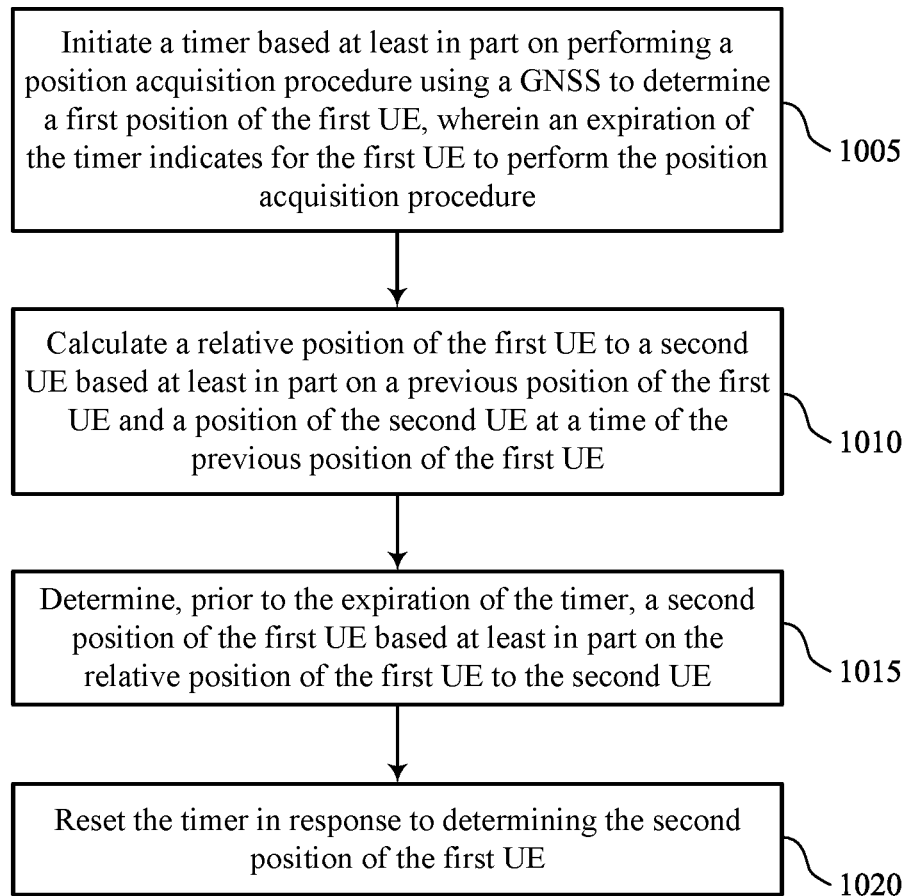 Initiate a timer based at least in part on performing a
position acquisition procedure using a GNSS to determine
a first position of the first UE, wherein an expiration of
the timer indicates for the first UE to perform the position
acquisition procedure
1005
Calculate a relative position of the first UE to a second
UE based at least in part on a previous position of the first
UE and a position of the second UE at a time of the
previous position of the first UE
1010
Determine, prior to the expiration of the timer, a second
position of the first UE based at least in part on the
relative position of the first UE to the second UE
1015
Reset the timer in response to determining the second
position of the first UE
1020